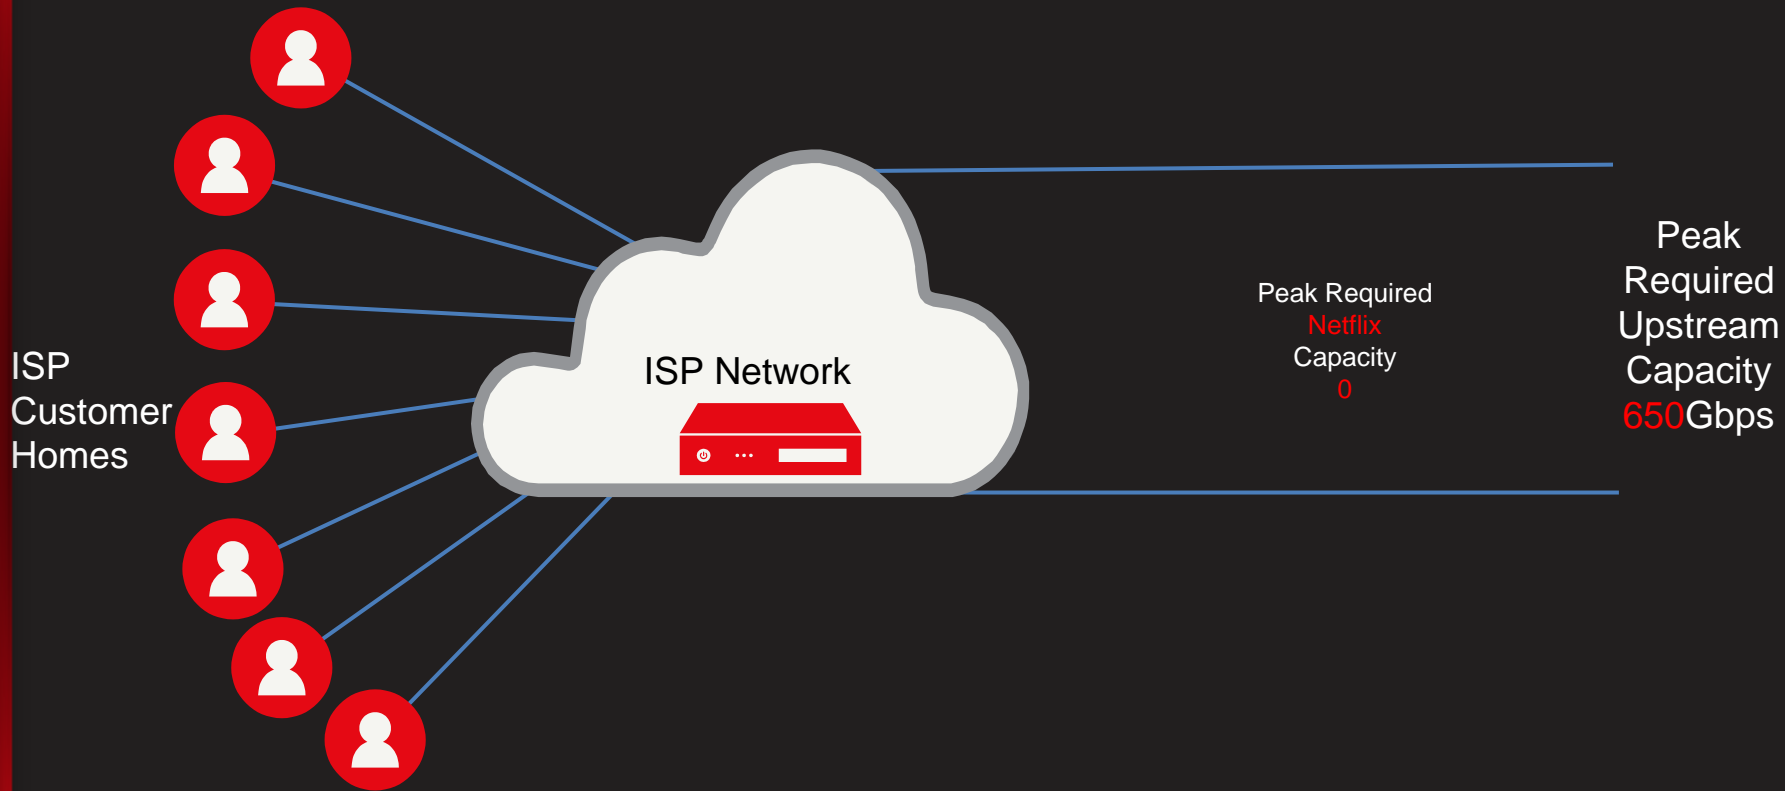 ISP
Customer
Homes
ISP Network
Peak Required
Netflix
Capacity
0
Peak
Required
Upstream
Capacity
650Gbps